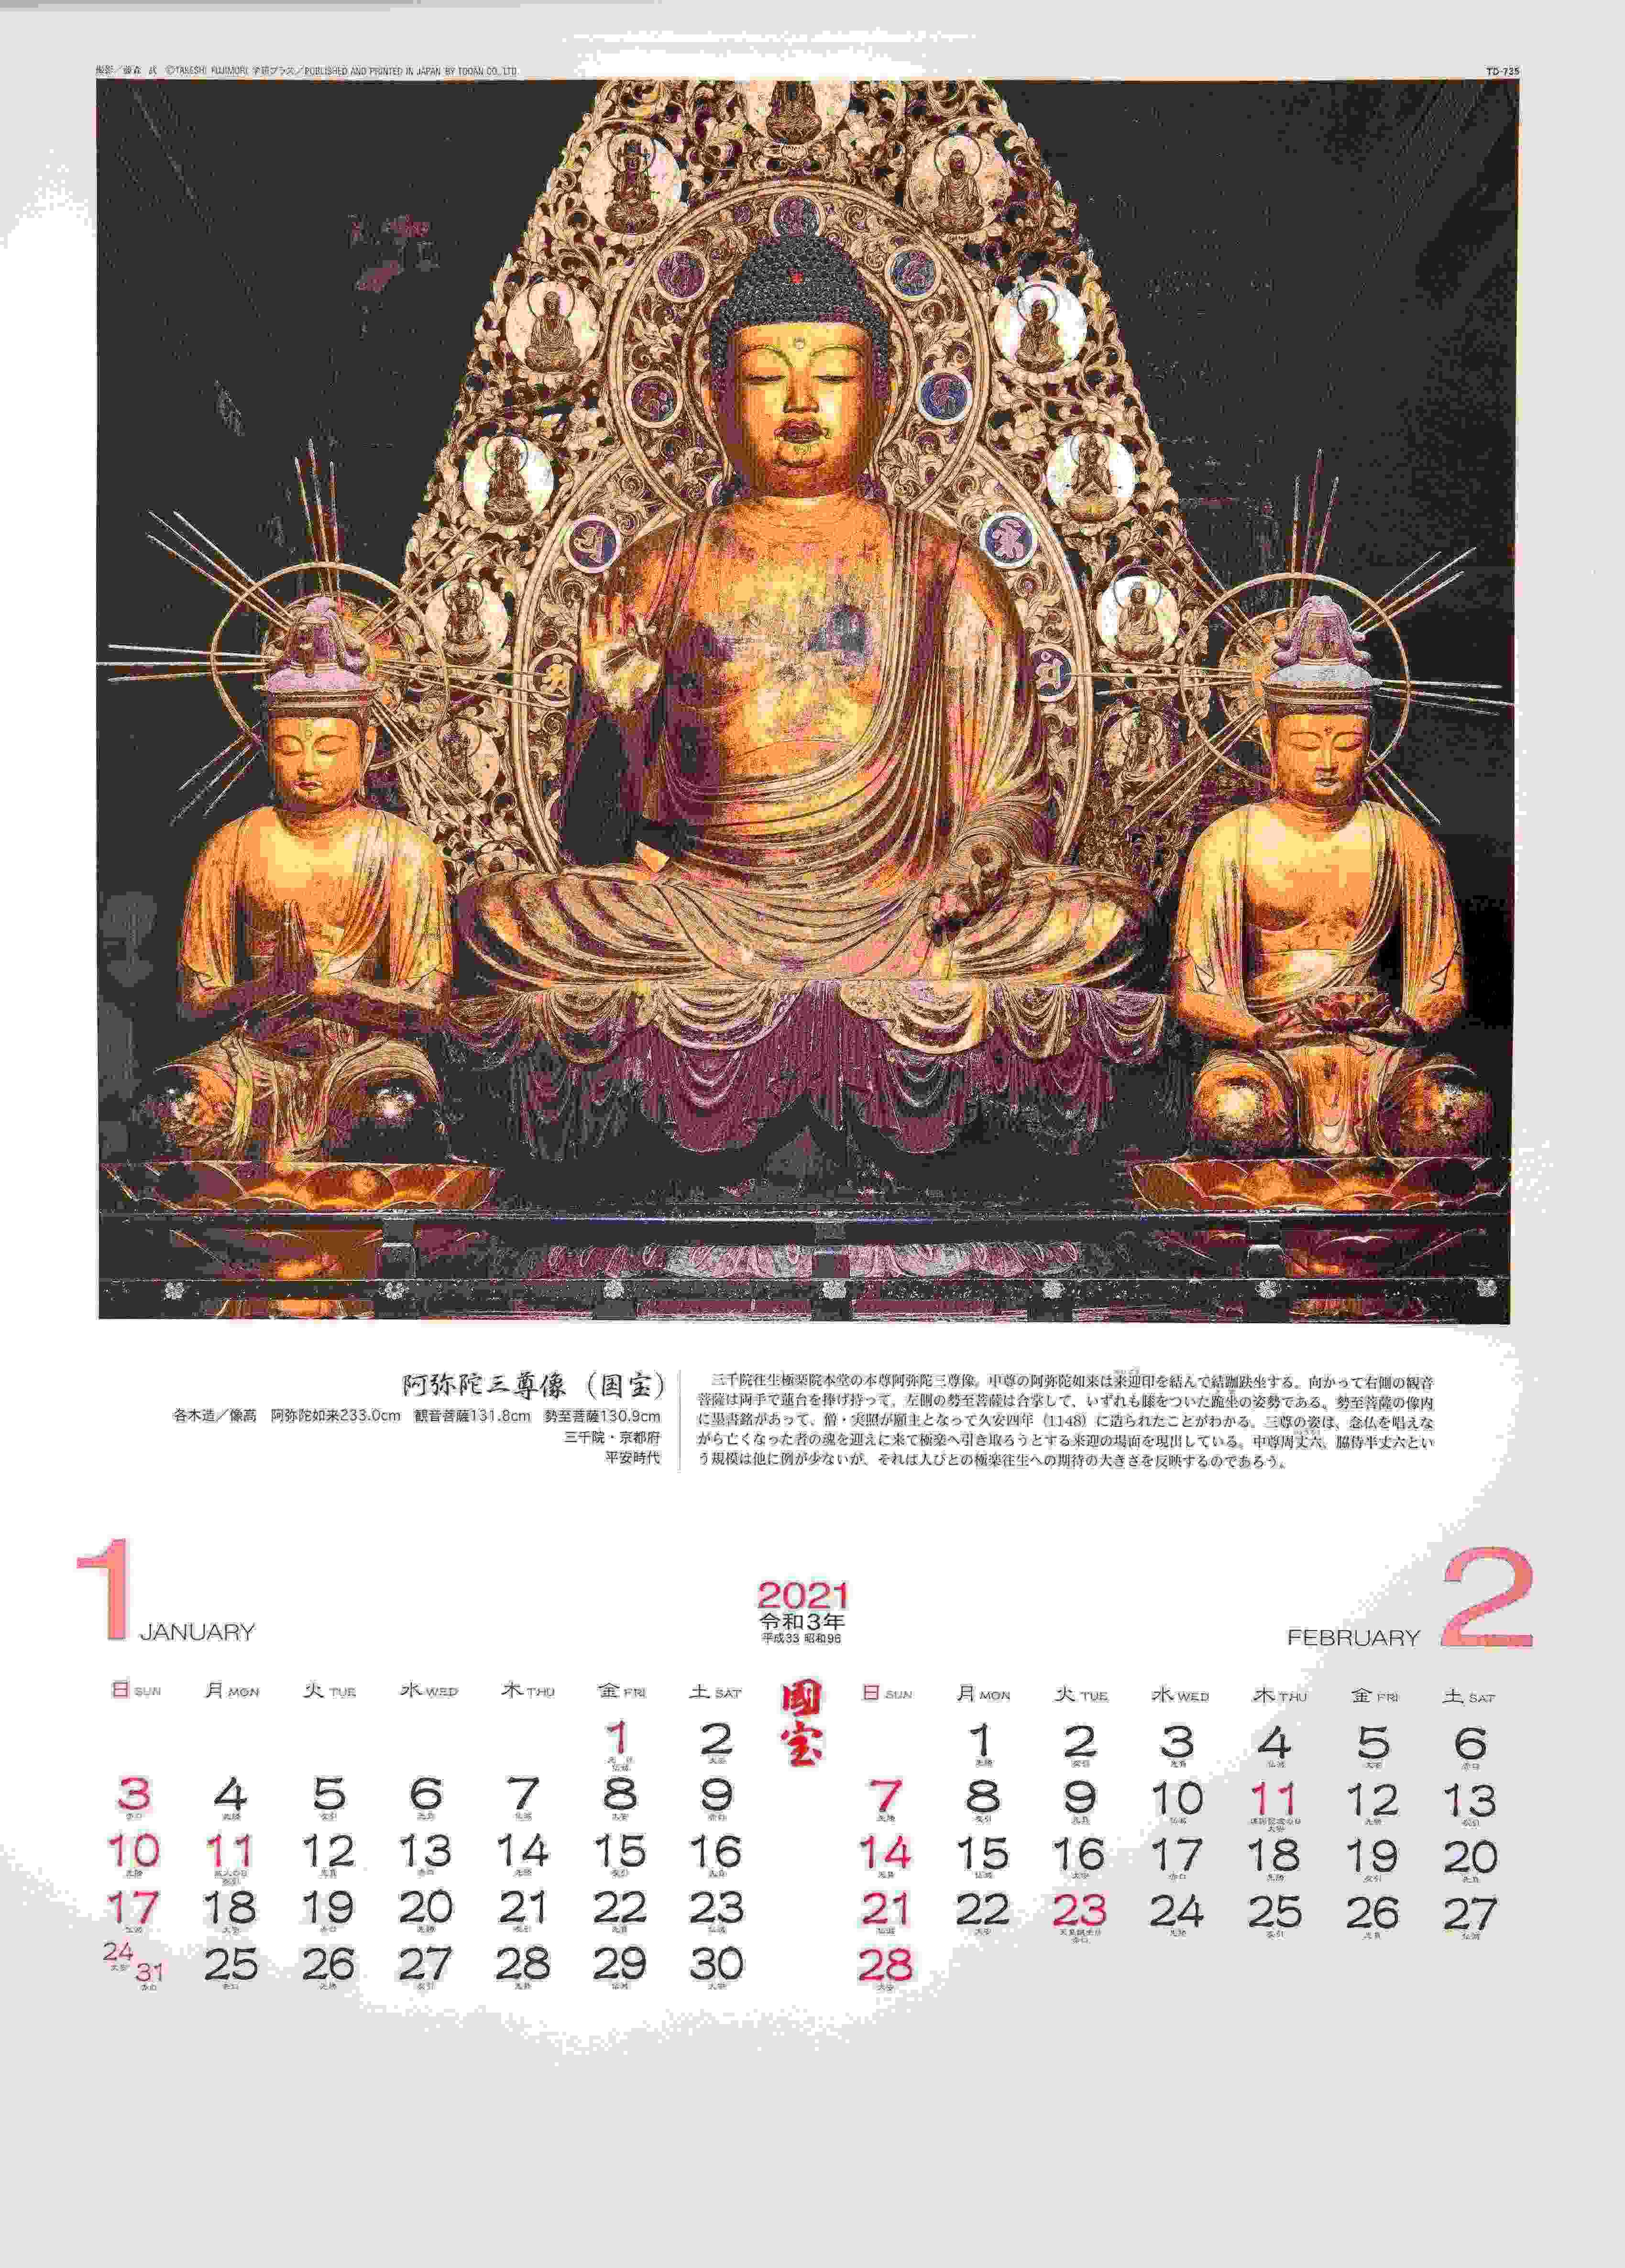 撮影／藤森 武 ©TAKESHI FUJIMORI, 学研プラス／PUBLISHED AND PRINTED IN JAPAN BY TODAN CO., LTD.
TD-735
阿弥陀三尊像（国宝）
各木造／像高 阿弥陀如来233.0cm 観音菩薩131.8cm 勢至菩薩130.9cm
三千院・京都府
平安時代
三千院往生極楽院本堂の本尊阿弥陀三尊像。中尊の阿弥陀如来は来迎印を結んで結跏趺坐する。向かって右側の観音
菩薩は両手で蓮台を捧げ持って、左側の勢至菩薩は合掌して、いずれも膝をついた跪坐の姿勢である。勢至菩薩の像内
に墨書銘があって、僧・実照が願主となって久安四年（1148）に造られたことがわかる。三尊の姿は、念仏を唱えな
がら亡くなった者の魂を迎えに来て極楽へ引き取ろうとする来迎の場面を現出している。中尊周丈六、脇侍半丈六とい
う規模は他に例が少ないが、それは人びとの極楽往生への期待の大きさを反映するのであろう。
1 JANUARY
2021
令和3年
平成33 昭和96
FEBRUARY 2
国宝
日 SUN 月 MON 火 TUE 水 WED 木 THU 金 FRI 土 SAT
1 2
3 4 5 6 7 8 9
10 11 12 13 14 15 16
成人の日
17 18 19 20 21 22 23
24 31 25 26 27 28 29 30
日 SUN 月 MON 火 TUE 水 WED 木 THU 金 FRI 土 SAT
1 2 3 4 5 6
7 8 9 10 11 12 13
建国記念の日
14 15 16 17 18 19 20
21 22 23 24 25 26 27
天皇誕生日
28